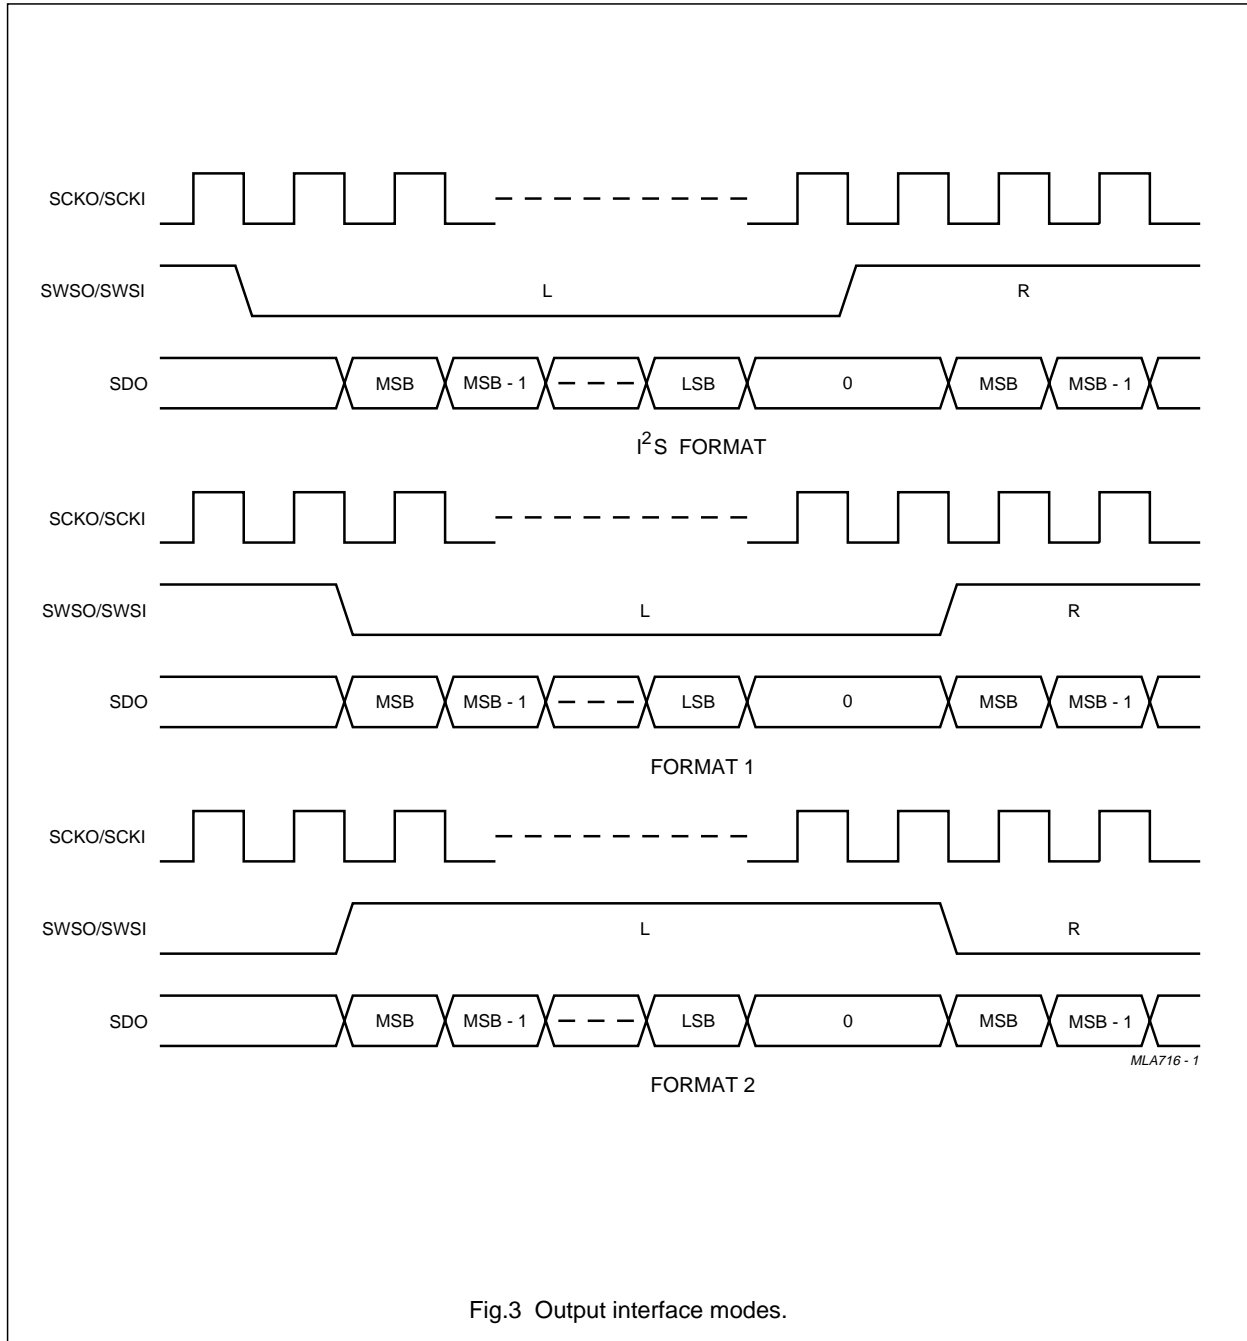 SCKO/SCKI
SWSO/SWSI L R
SDO MSB MSB - 1 LSB 0 MSB MSB - 1
I²S FORMAT
SCKO/SCKI
SWSO/SWSI L R
SDO MSB MSB - 1 LSB 0 MSB MSB - 1
FORMAT 1
SCKO/SCKI
SWSO/SWSI L R
SDO MSB MSB - 1 LSB 0 MSB MSB - 1
MLA716 - 1
FORMAT 2
Fig.3 Output interface modes.